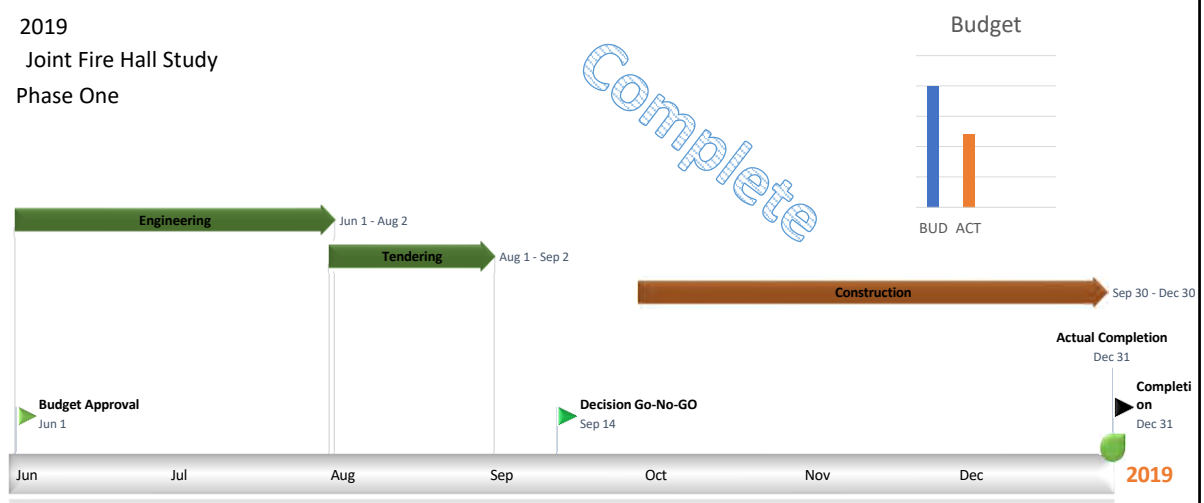 2019
Joint Fire Hall Study
Phase One
Complete
Budget
BUD ACT
Engineering
Jun 1 - Aug 2
Tendering
Aug 1 - Sep 2
Construction
Sep 30 - Dec 30
Actual Completion
Dec 31
Budget Approval
Jun 1
Decision Go-No-GO
Sep 14
Completi
on
Dec 31
Jun Jul Aug Sep Oct Nov Dec 2019